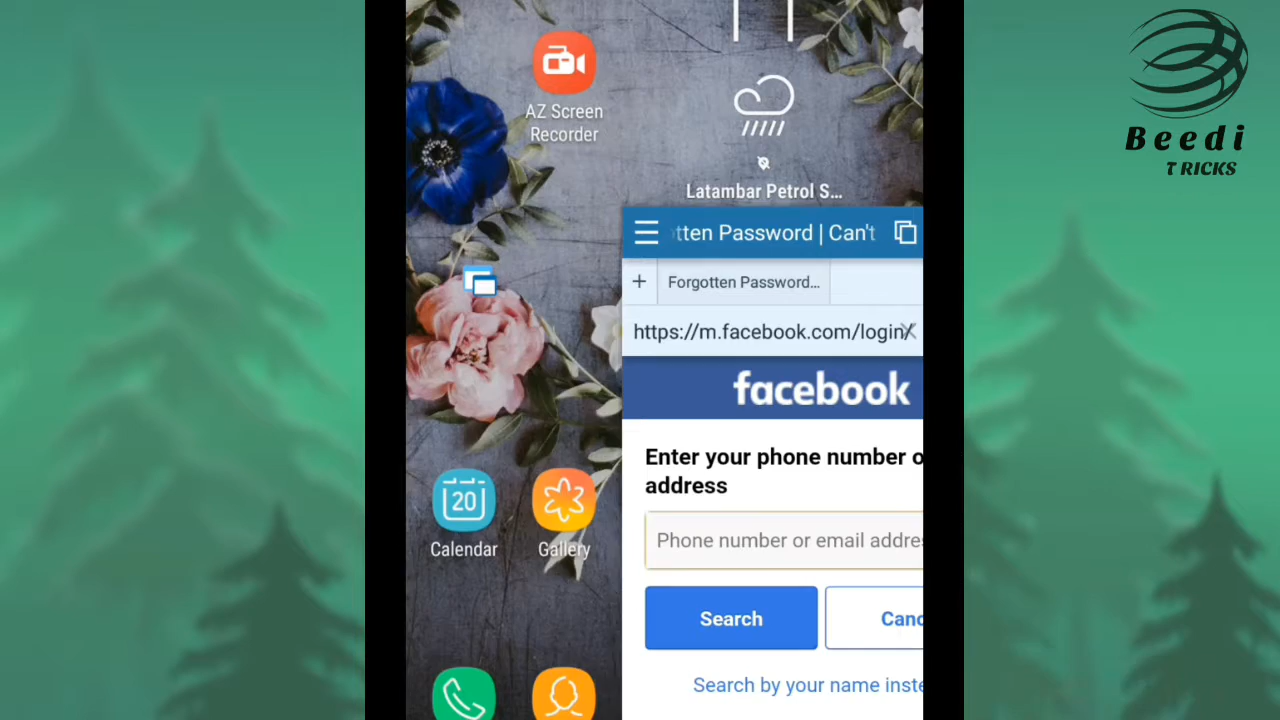 AZ Screen
Recorder
Latambar Petrol S...
tten Password | Can't
+ Forgotten Password...
https://m.facebook.com/login/
facebook
Enter your phone number o
address
Phone number or email addre
Search
Canc
Search by your name inste
20
Calendar
Gallery
Beedi
TRICKS